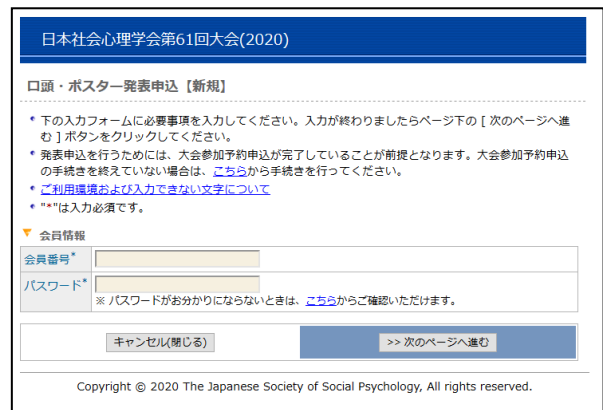 日本社会心理学会第61回大会(2020)
口頭・ポスター発表申込【新規】
下の入力フォームに必要事項を入力してください。入力が終わりましたらページ下の [ 次のページへ進
む ] ボタンをクリックしてください。
発表申込を行うためには、大会参加予約申込が完了していることが前提となります。大会参加予約申込
の手続きを終えていない場合は、こちらから手続きを行ってください。
ご利用環境および入力できない文字について
"*"は入力必須です。
会員情報
会員番号*
パスワード*
※ パスワードがお分かりにならないときは、こちらからご確認いただけます。
キャンセル(閉じる)
>> 次のページへ進む
Copyright © 2020 The Japanese Society of Social Psychology, All rights reserved.